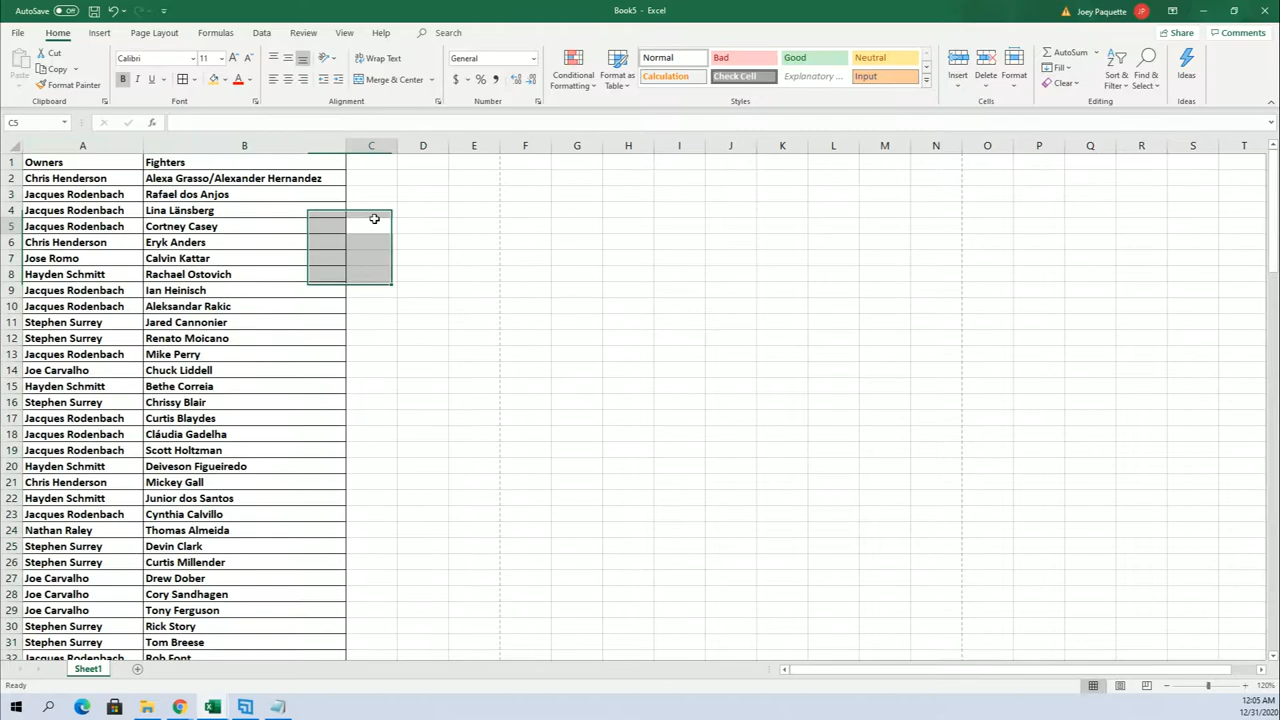 AutoSave Off Book5 - Excel Joey Paquette JP
File Home Insert Page Layout Formulas Data Review View Help Search Share Comments
Paste Cut Copy Format Painter Clipboard
Calibri 11 A A B I U A Font
Wrap Text Merge & Center Alignment
General $ % , Number
Conditional Formatting Format as Table
Normal Bad Good Neutral
Calculation Check Cell Explanatory ... Input
Styles
Insert Delete Format Cells
AutoSum Fill Clear Sort & Filter Find & Select Editing
Ideas Ideas
C5 fx
A B C D E F G H I J K L M N O P Q R S T
1 Owners Fighters
2 Chris Henderson Alexa Grasso/Alexander Hernandez
3 Jacques Rodenbach Rafael dos Anjos
4 Jacques Rodenbach Lina Länsberg
5 Jacques Rodenbach Cortney Casey
6 Chris Henderson Eryk Anders
7 Jose Romo Calvin Kattar
8 Hayden Schmitt Rachael Ostovich
9 Jacques Rodenbach Ian Heinisch
10 Jacques Rodenbach Aleksandar Rakic
11 Stephen Surrey Jared Cannonier
12 Stephen Surrey Renato Moicano
13 Jacques Rodenbach Mike Perry
14 Joe Carvalho Chuck Liddell
15 Hayden Schmitt Bethe Correia
16 Stephen Surrey Chrissy Blair
17 Jacques Rodenbach Curtis Blaydes
18 Jacques Rodenbach Cláudia Gadelha
19 Jacques Rodenbach Scott Holtzman
20 Hayden Schmitt Deiveson Figueiredo
21 Chris Henderson Mickey Gall
22 Hayden Schmitt Junior dos Santos
23 Jacques Rodenbach Cynthia Calvillo
24 Nathan Raley Thomas Almeida
25 Stephen Surrey Devin Clark
26 Stephen Surrey Curtis Millender
27 Joe Carvalho Drew Dober
28 Joe Carvalho Cory Sandhagen
29 Joe Carvalho Tony Ferguson
30 Stephen Surrey Rick Story
31 Stephen Surrey Tom Breese
32 Jacques Rodenbach Rob Font
Sheet1
Ready 120%
12:05 AM
12/31/2020